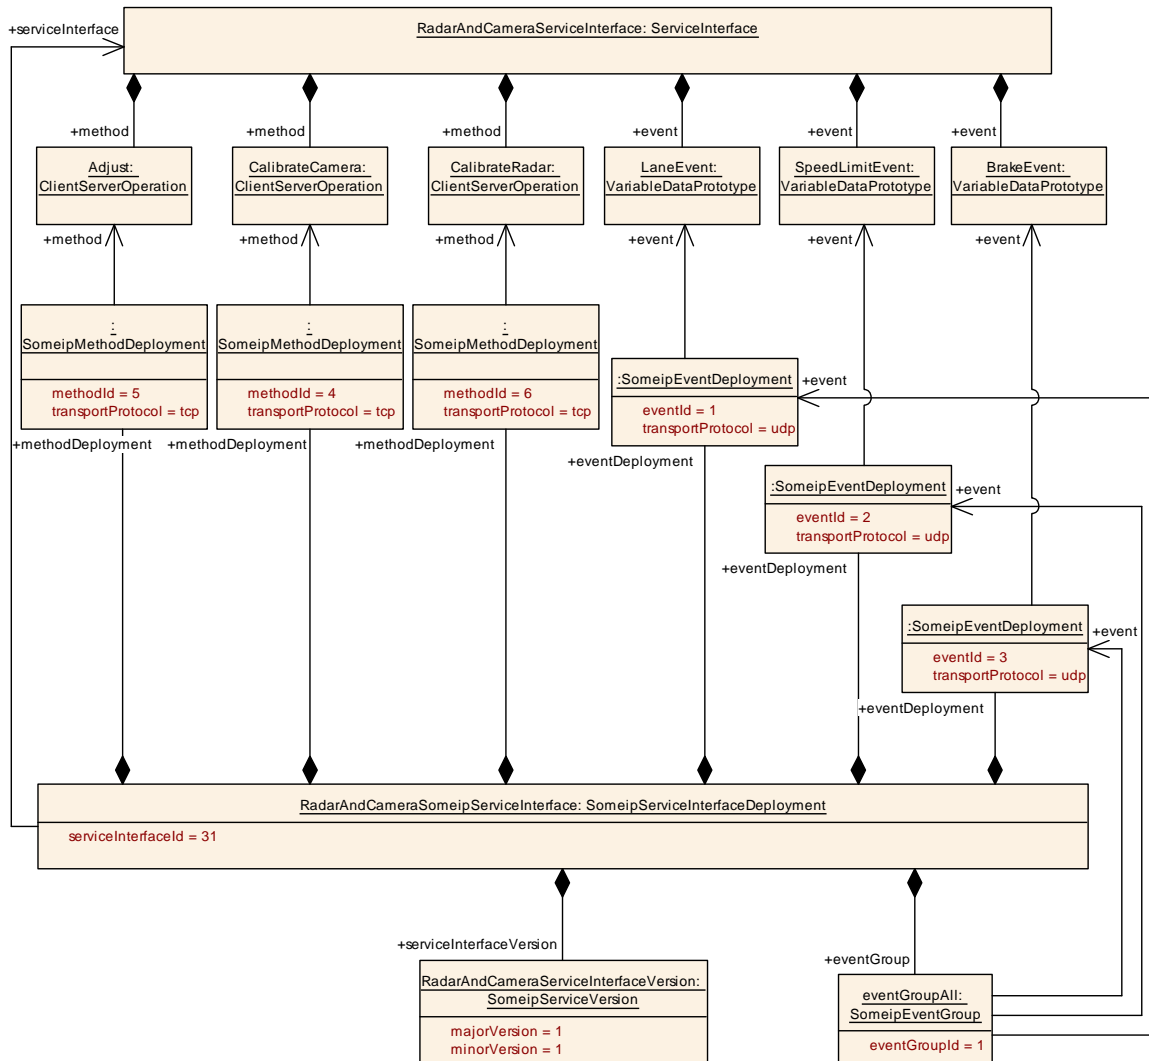 +serviceInterface
RadarAndCameraServiceInterface: ServiceInterface
+method
+method
+method
+event
+event
+event
Adjust:
ClientServerOperation
CalibrateCamera:
ClientServerOperation
CalibrateRadar:
ClientServerOperation
LaneEvent:
VariableDataPrototype
SpeedLimitEvent:
VariableDataPrototype
BrakeEvent:
VariableDataPrototype
+method
+method
+method
+event
+event
+event
:
SomeipMethodDeployment
methodId = 5
transportProtocol = tcp
:
SomeipMethodDeployment
methodId = 4
transportProtocol = tcp
:
SomeipMethodDeployment
methodId = 6
transportProtocol = tcp
:SomeipEventDeployment
eventId = 1
transportProtocol = udp
+event
+methodDeployment
+methodDeployment
+methodDeployment
+eventDeployment
:SomeipEventDeployment
eventId = 2
transportProtocol = udp
+event
+eventDeployment
:SomeipEventDeployment
eventId = 3
transportProtocol = udp
+event
+eventDeployment
RadarAndCameraSomeipServiceInterface: SomeipServiceInterfaceDeployment
serviceInterfaceId = 31
+serviceInterfaceVersion
+eventGroup
RadarAndCameraServiceInterfaceVersion:
SomeipServiceVersion
majorVersion = 1
minorVersion = 1
eventGroupAll:
SomeipEventGroup
eventGroupId = 1